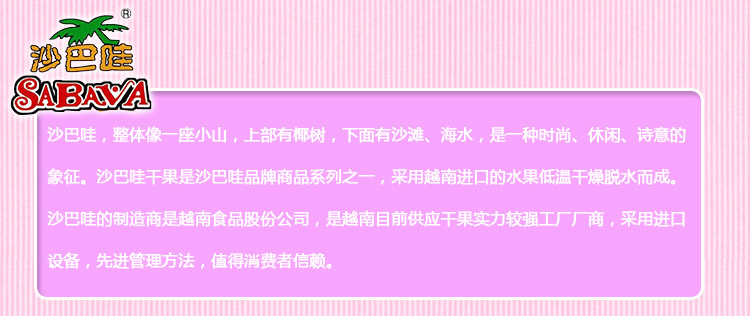 ®
沙巴哇
SABAVA
沙巴哇，整体像一座小山，上部有椰树，下面有沙滩、海水，是一种时尚、休闲、诗意的
象征。沙巴哇干果是沙巴哇品牌商品系列之一，采用越南进口的水果低温干燥脱水而成。
沙巴哇的制造商是越南食品股份公司，是越南目前供应干果实力较强工厂厂商，采用进口
设备，先进管理方法，值得消费者信赖。